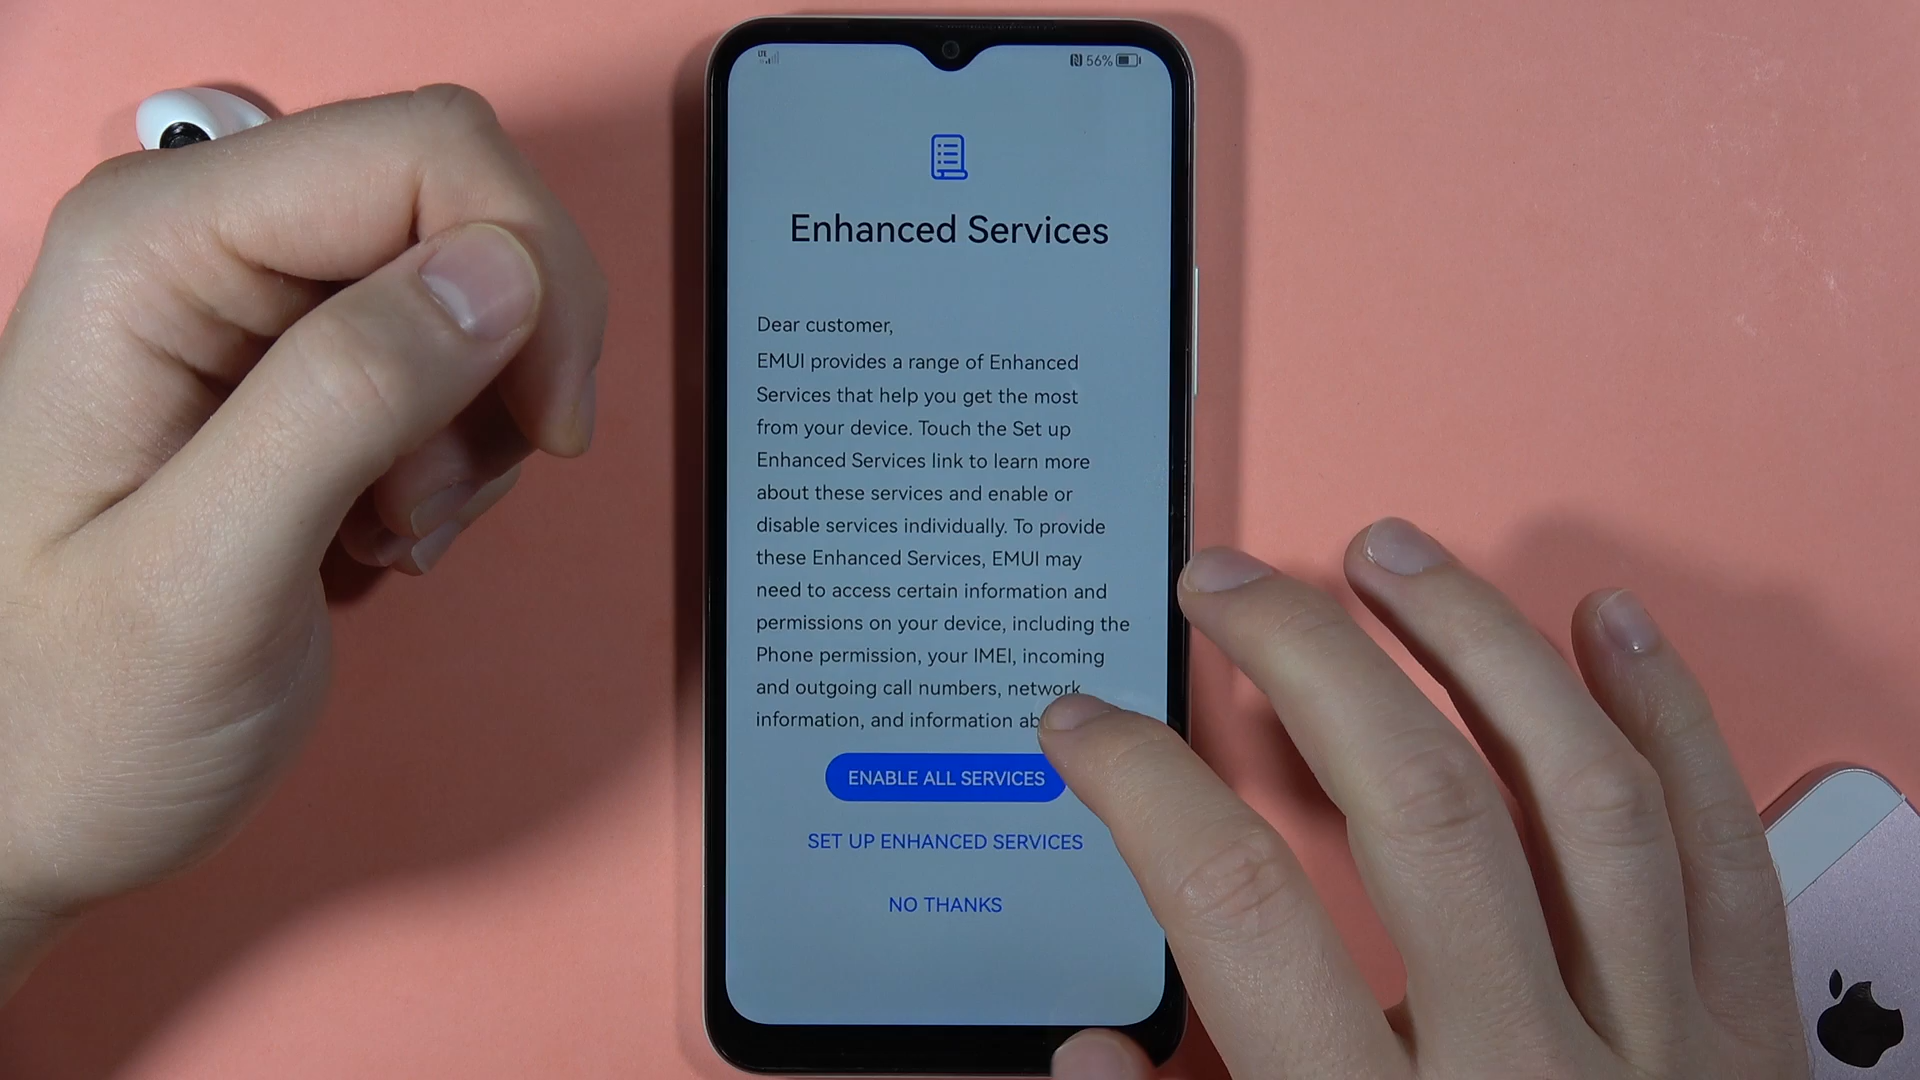 LTE
56%
Enhanced Services
Dear customer,
EMUI provides a range of Enhanced
Services that help you get the most
from your device. Touch the Set up
Enhanced Services link to learn more
about these services and enable or
disable services individually. To provide
these Enhanced Services, EMUI may
need to access certain information and
permissions on your device, including the
Phone permission, your IMEI, incoming
and outgoing call numbers, network
information, and information
ENABLE ALL SERVICES
SET UP ENHANCED SERVICES
NO THANKS